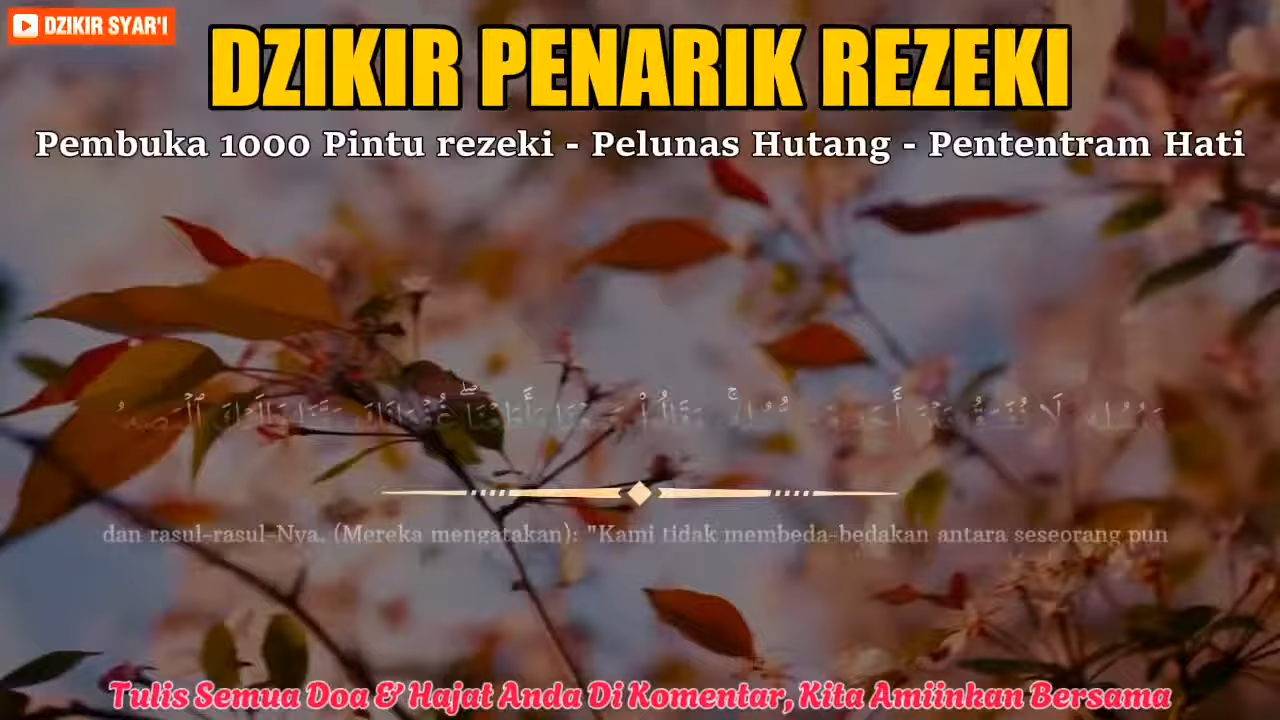 DZIKIR SYAR'I
DZIKIR PENARIK REZEKI
Pembuka 1000 Pintu rezeki - Pelunas Hutang - Pententram Hati
dan rasul-rasul-Nya. (Mereka mengatakan): "Kami tidak membeda-bedakan antara seseorang pun
Tulis Semua Doa & Hajat Anda Di Komentar, Kita Amiinkan Bersama